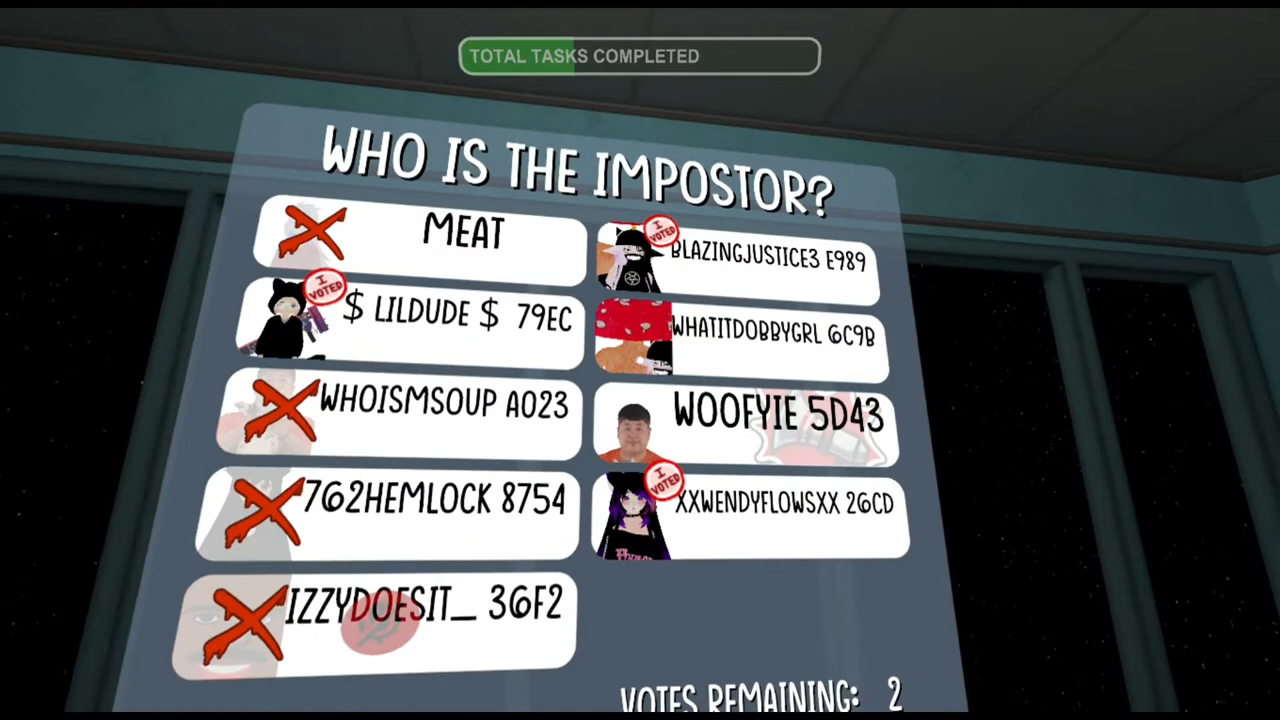 TOTAL TASKS COMPLETED
WHO IS THE IMPOSTOR?
MEAT
I VOTED
BLAZINGJUSTICE3 E989
I VOTED
$ LILDUDE $ 79EC
WHATITDOBBYGRL 6C9B
WHOISMSOUP A023
WOOFYIE 5D43
762HEMLOCK 8754
I VOTED
XXWENDYFLOWSXX 26CD
IZZYDOESIT_ 36F2
VOTES REMAINING: 2